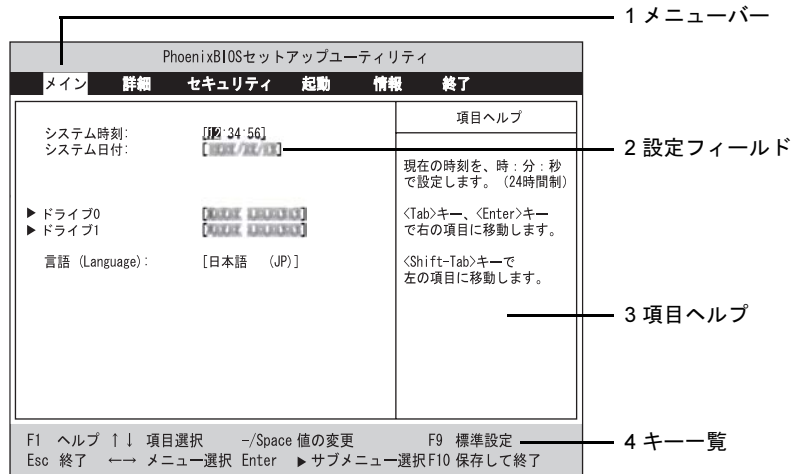 1 メニューバー
PhoenixBIOSセットアップユーティリティ
メイン 詳細 セキュリティ 起動 情報 終了
項目ヘルプ
システム時刻: [12:34:56]
システム日付:
2 設定フィールド
現在の時刻を、時:分:秒
で設定します。(24時間制)
▶ ドライブ0
▶ ドライブ1
<Tab>キー、<Enter>キー
で右の項目に移動します。
言語 (Language): [日本語 (JP)]
<Shift-Tab>キーで
左の項目に移動します。
3 項目ヘルプ
F1 ヘルプ ↑↓ 項目選択 -/Space 値の変更 F9 標準設定
Esc 終了 ←→ メニュー選択 Enter ▶サブメニュー選択 F10 保存して終了
4 キー一覧